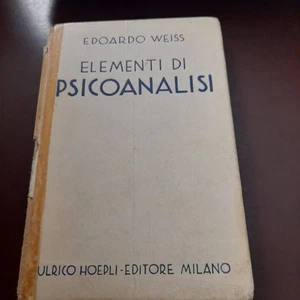 EDOARDO WEISS
ELEMENTI DI
PSICOANALISI
ULRICO HOEPLI-EDITORE MILANO